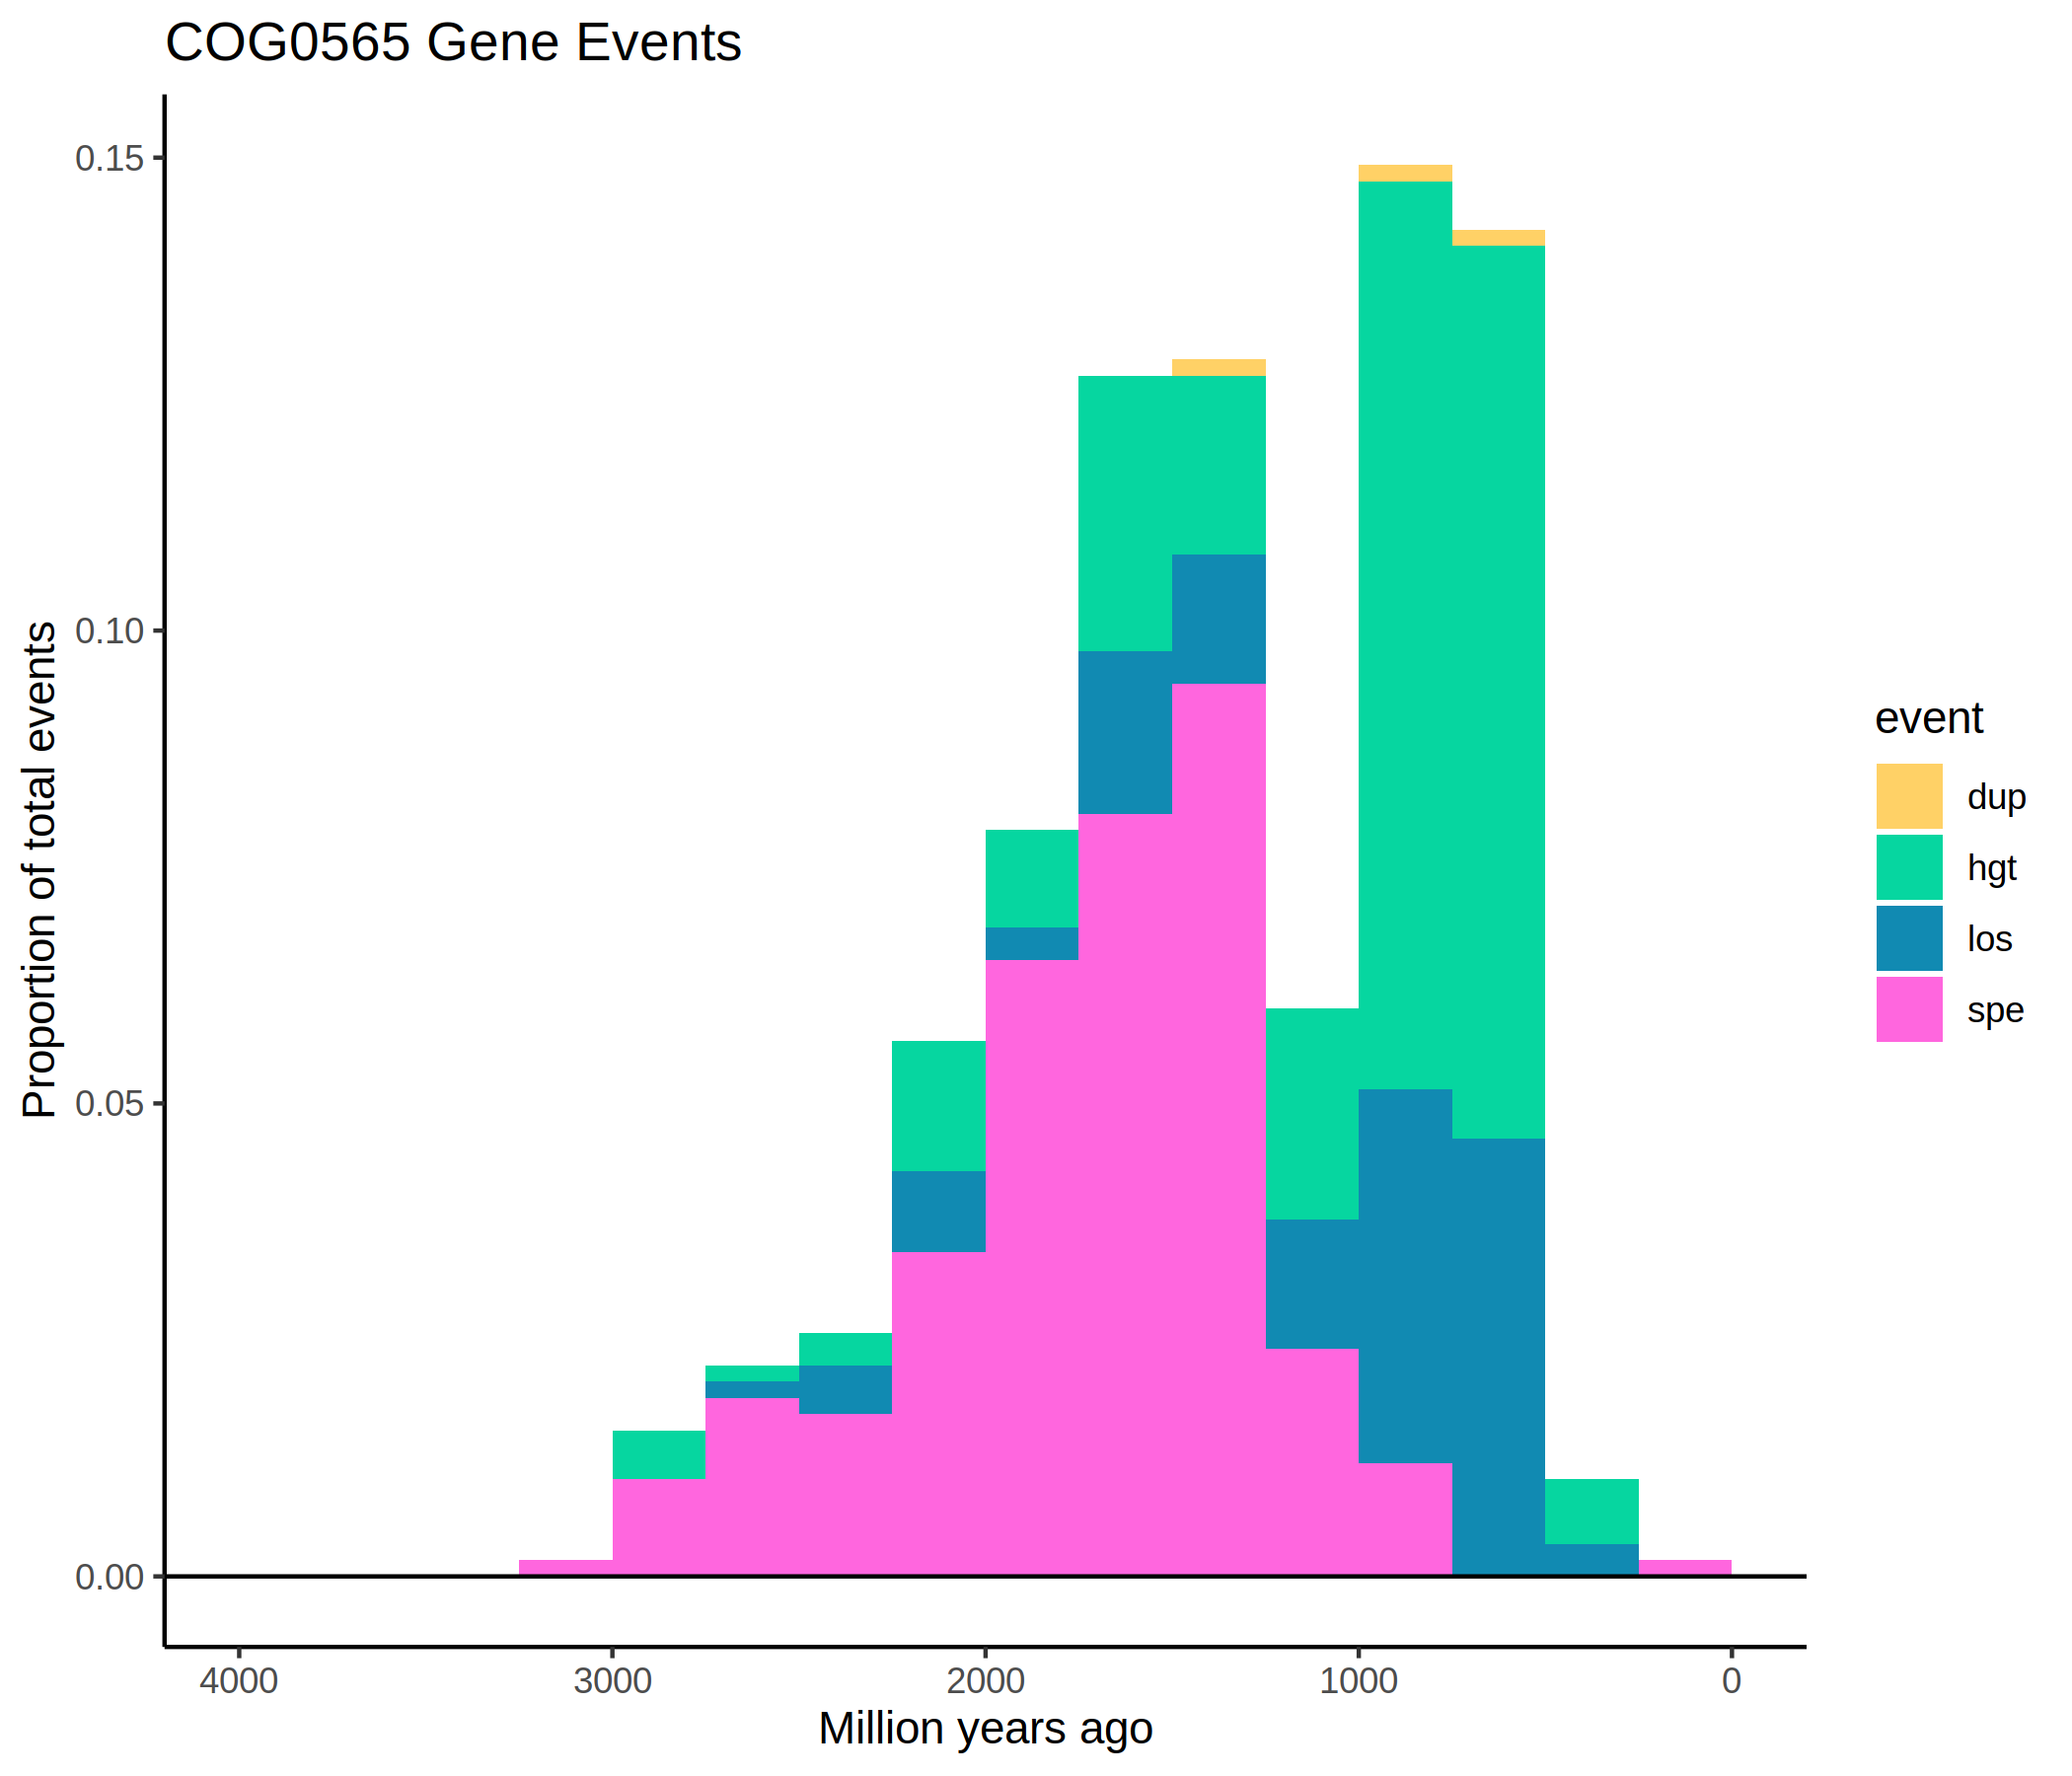 COG0565 Gene Events
Proportion of total events
0.15
0.10
0.05
0.00
4000 3000 2000 1000 0
Million years ago
event
dup
hgt
los
spe